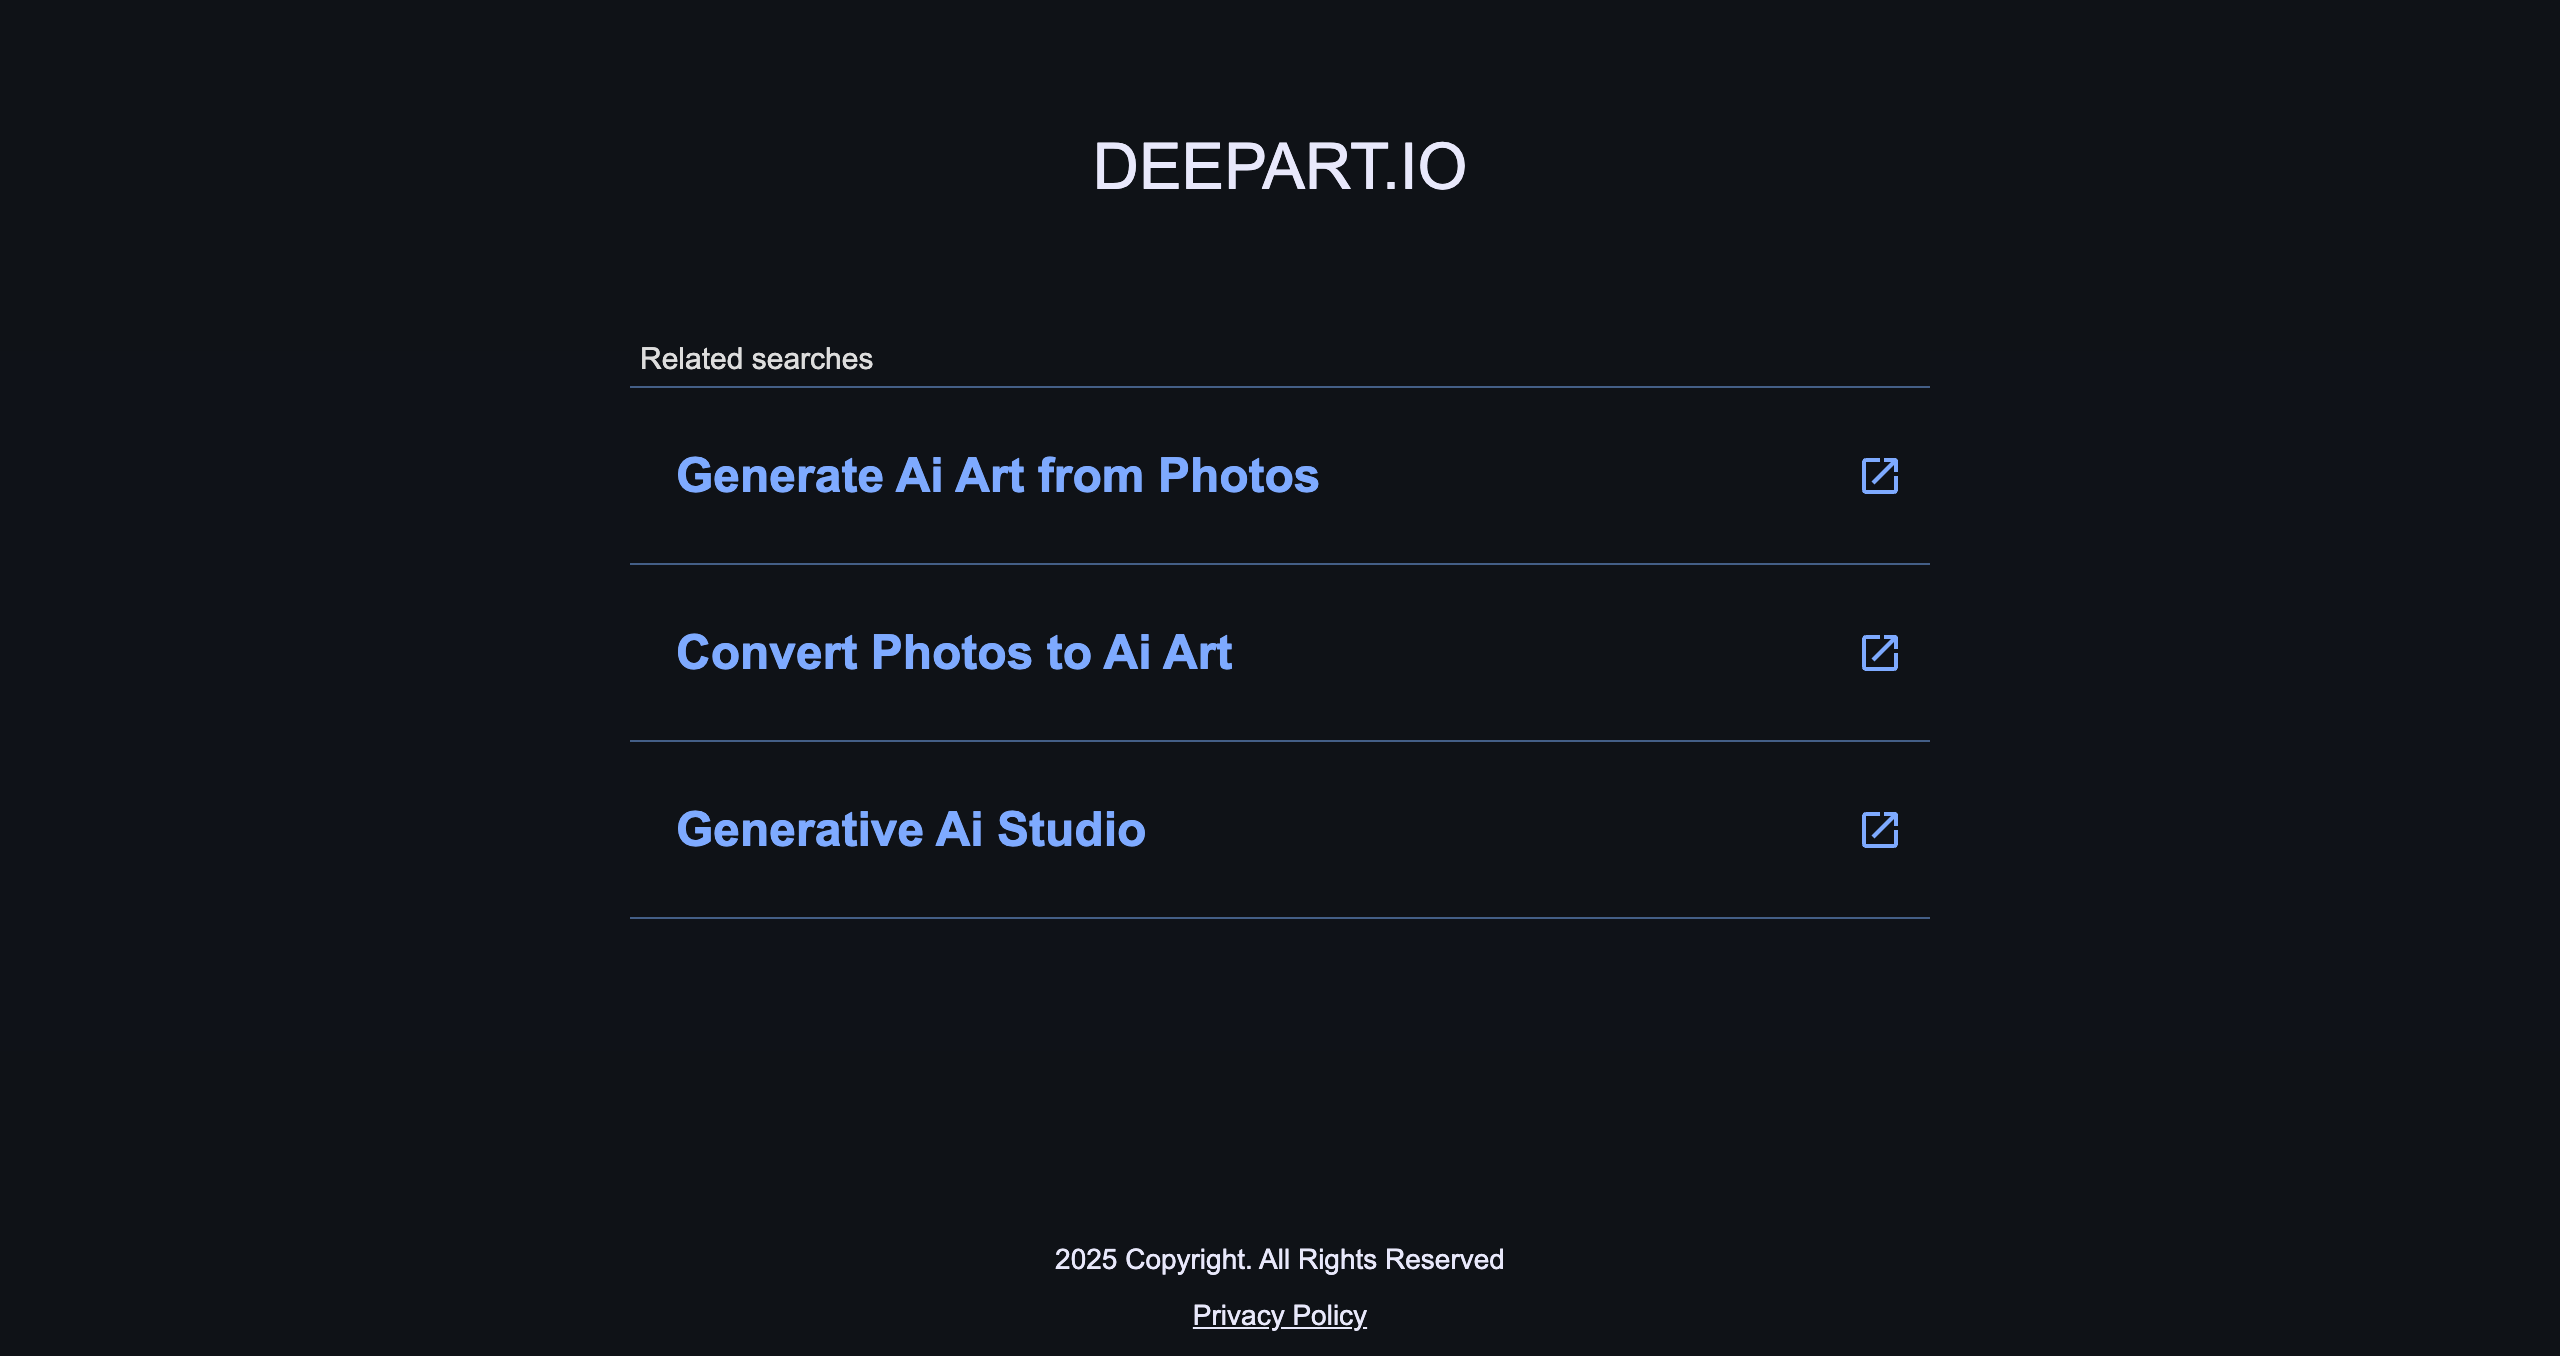 DEEPART.IO
Related searches
Generate Ai Art from Photos
Convert Photos to Ai Art
Generative Ai Studio
2025 Copyright. All Rights Reserved
Privacy Policy